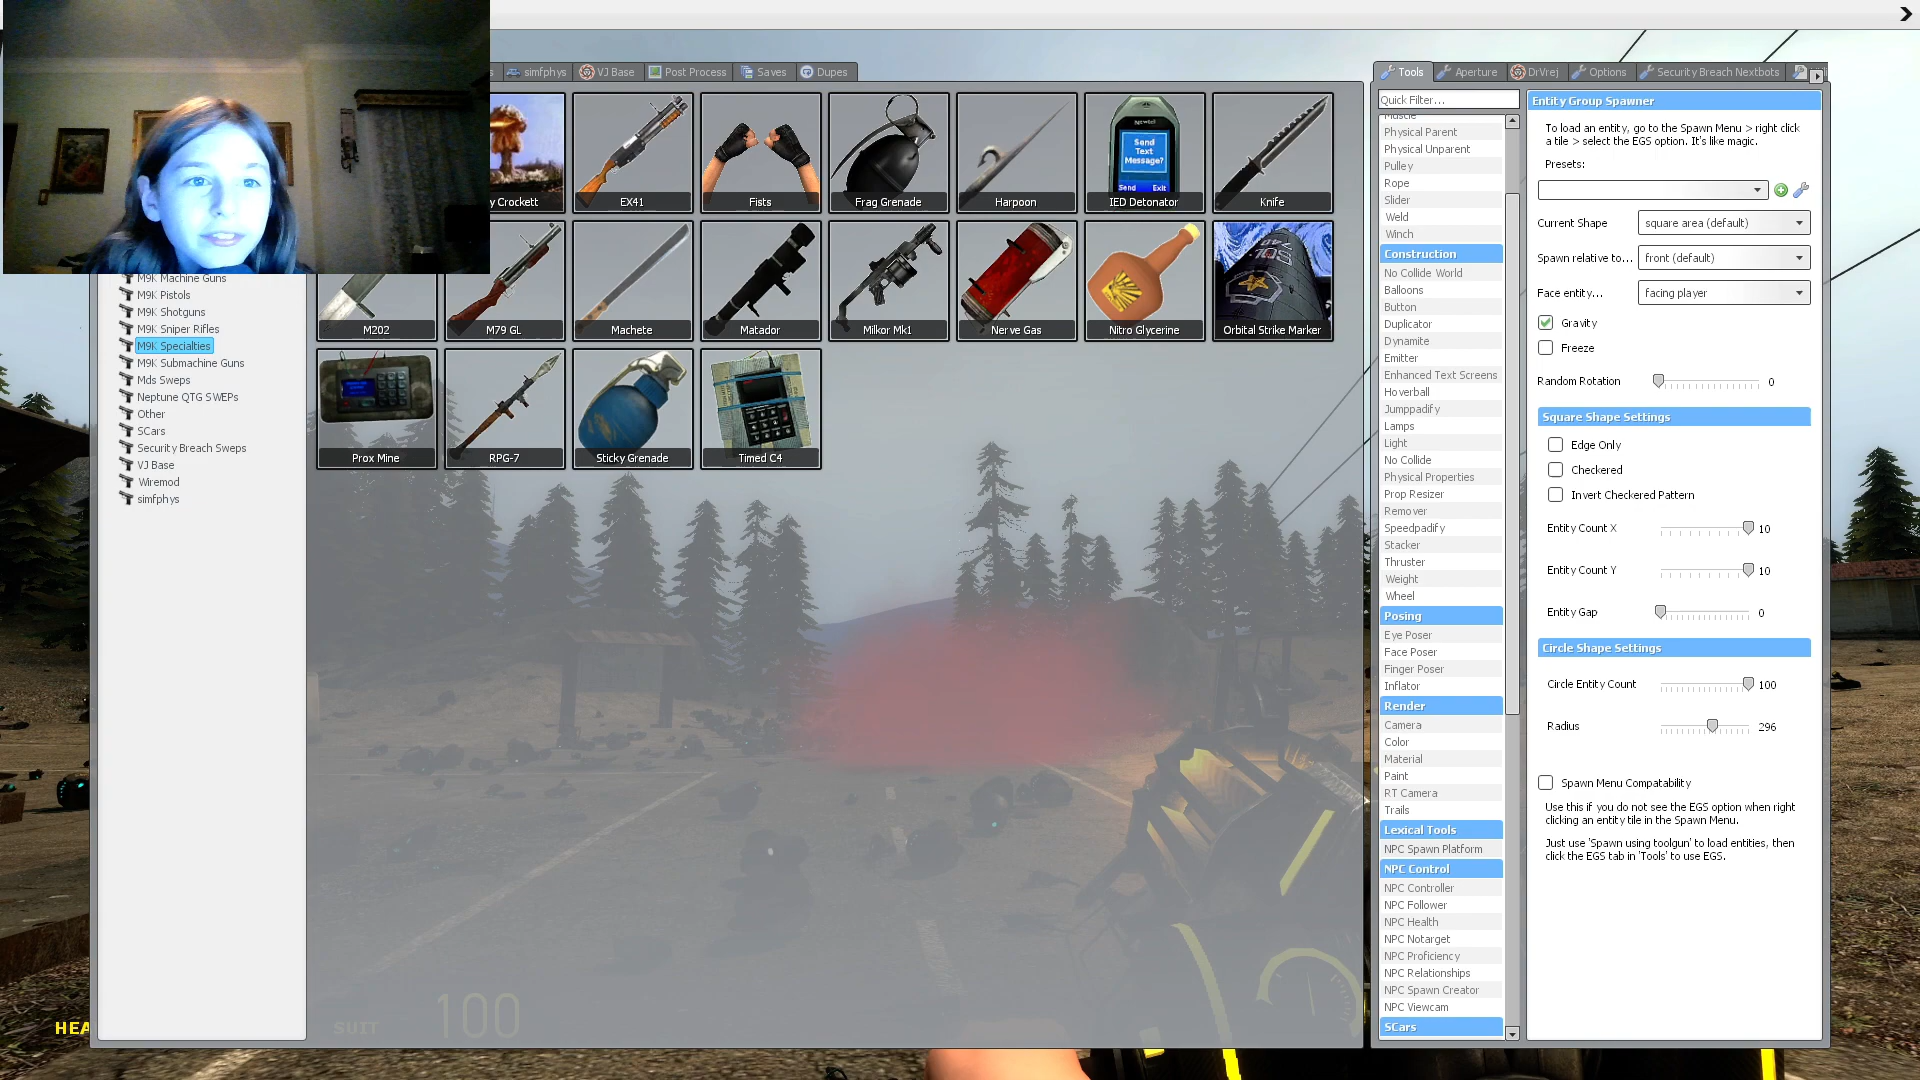 simfphys
VJ Base
Post Process
Saves
Dupes
Tools
Aperture
DrVrej
Options
Security Breach Nextbots
y Crockett
EX41
Fists
Frag Grenade
Harpoon
IED Detonator
Knife
Newtel
Send
Text
Message?
Send Exit
M202
M79 GL
Machete
Matador
Milkor Mk1
Nerve Gas
Nitro Glycerine
Orbital Strike Marker
Prox Mine
RPG-7
Sticky Grenade
Timed C4
M9K Machine Guns
M9K Pistols
M9K Shotguns
M9K Sniper Rifles
M9K Specialties
M9K Submachine Guns
Mds Sweps
Neptune QTG SWEPs
Other
SCars
Security Breach Sweps
VJ Base
Wiremod
simfphys
HEA
SUIT
100
Quick Filter...
Muscle
Physical Parent
Physical Unparent
Pulley
Rope
Slider
Weld
Winch
Construction
No Collide World
Balloons
Button
Duplicator
Dynamite
Emitter
Enhanced Text Screens
Hoverball
Jumppadify
Lamps
Light
No Collide
Physical Properties
Prop Resizer
Remover
Speedpadify
Stacker
Thruster
Weight
Wheel
Posing
Eye Poser
Face Poser
Finger Poser
Inflator
Render
Camera
Color
Material
Paint
RT Camera
Trails
Lexical Tools
NPC Spawn Platform
NPC Control
NPC Controller
NPC Follower
NPC Health
NPC Notarget
NPC Proficiency
NPC Relationships
NPC Spawn Creator
NPC Viewcam
SCars
Entity Group Spawner
To load an entity, go to the Spawn Menu > right click
a tile > select the EGS option. It's like magic.
Presets:
Current Shape square area (default)
Spawn relative to... front (default)
Face entity... facing player
Gravity
Freeze
Random Rotation 0
Square Shape Settings
Edge Only
Checkered
Invert Checkered Pattern
Entity Count X 10
Entity Count Y 10
Entity Gap 0
Circle Shape Settings
Circle Entity Count 100
Radius 296
Spawn Menu Compatability
Use this if you do not see the EGS option when right
clicking an entity tile in the Spawn Menu.
Just use 'Spawn using toolgun' to load entities, then
click the EGS tab in 'Tools' to use EGS.